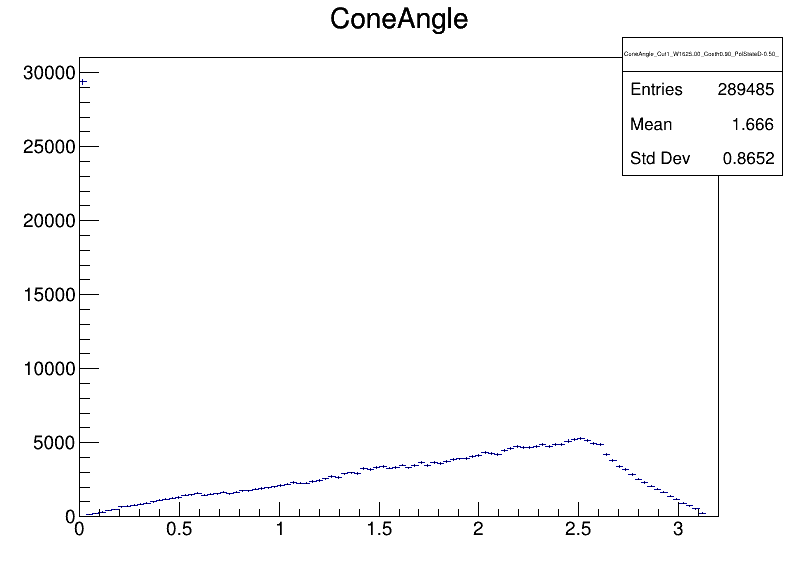 ConeAngle
ConeAngle_Cut1_W1625.00_Costh0.90_PolStateD-0.50_
Entries 289485
Mean 1.666
Std Dev 0.8652
30000
25000
20000
15000
10000
5000
0
0 0.5 1 1.5 2 2.5 3